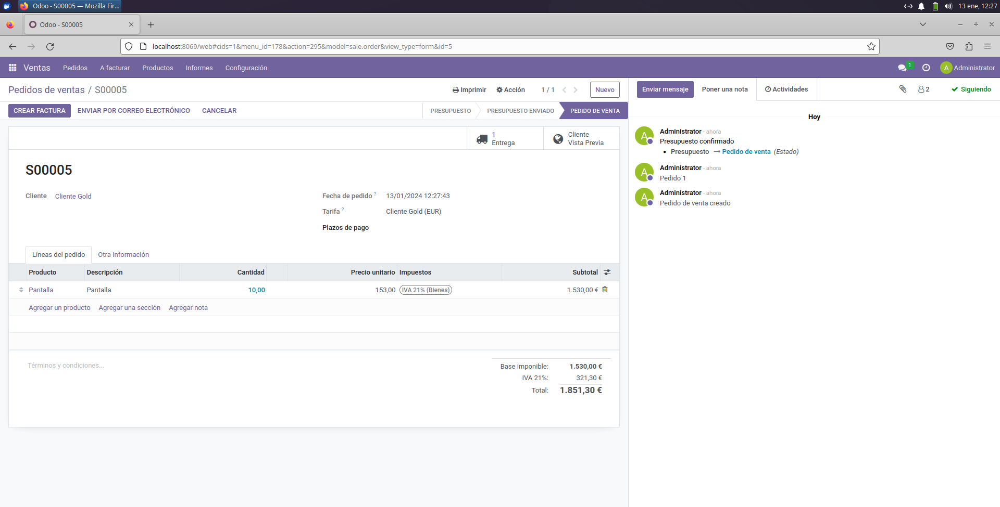 Odoo - S00005 — Mozilla Fir...
13 ene, 12:27
Odoo - S00005
localhost:8069/web#cids=1&menu_id=178&action=295&model=sale.order&view_type=form&id=5
Ventas Pedidos A facturar Productos Informes Configuración
1 A Administrator
Pedidos de ventas / S00005
Imprimir Acción 1 / 1 Nuevo
Enviar mensaje Poner una nota Actividades 2 Siguiendo
CREAR FACTURA ENVIAR POR CORREO ELECTRÓNICO CANCELAR
PRESUPUESTO PRESUPUESTO ENVIADO PEDIDO DE VENTA
1
Entrega
Cliente
Vista Previa
S00005
Cliente Cliente Gold
Fecha de pedido ? 13/01/2024 12:27:43
Tarifa ? Cliente Gold (EUR)
Plazos de pago
Líneas del pedido Otra Información
Producto Descripción Cantidad Precio unitario Impuestos Subtotal
Pantalla Pantalla 10,00 153,00 IVA 21% (Bienes) 1.530,00 €
Agregar un producto Agregar una sección Agregar nota
Términos y condiciones...
Base imponible: 1.530,00 €
IVA 21%: 321,30 €
Total: 1.851,30 €
Hoy
A Administrator - ahora
Presupuesto confirmado
• Presupuesto → Pedido de venta (Estado)
A Administrator - ahora
Pedido 1
A Administrator - ahora
Pedido de venta creado